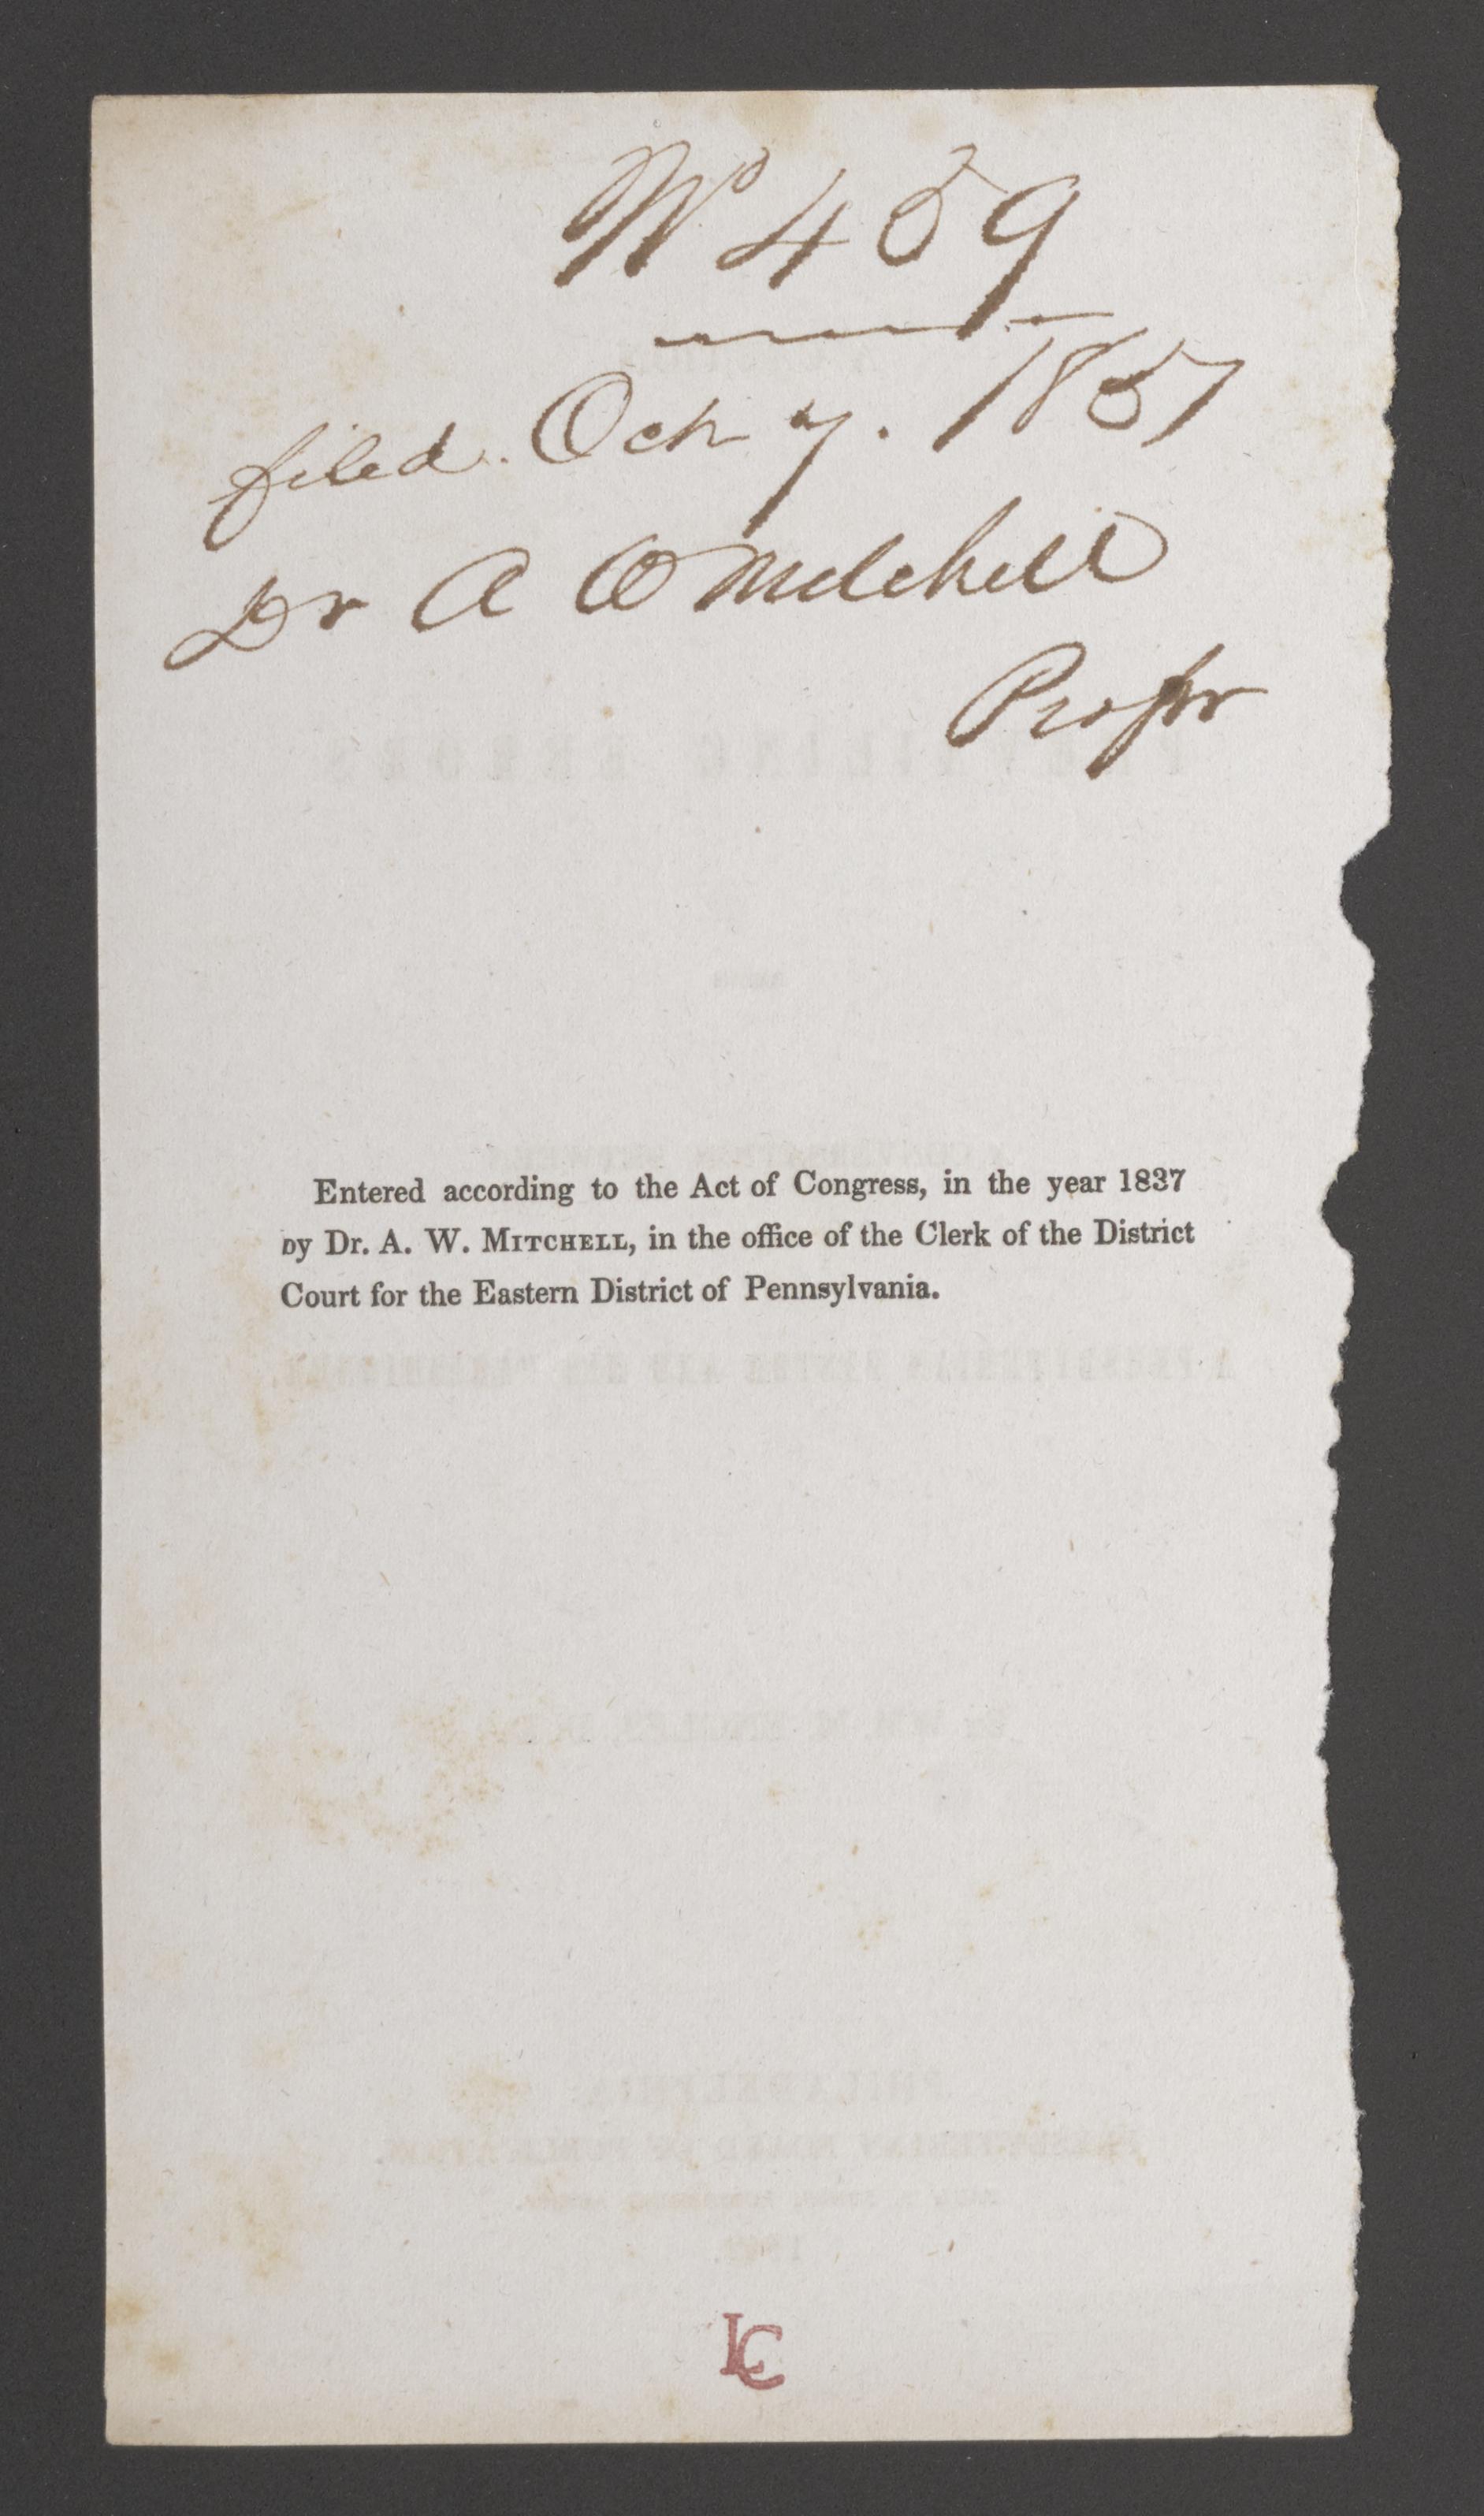 No 459
filed. Oct 7. 1857
Dr A W Mitchell
Propr
Entered according to the Act of Congress, in the year 1837
by Dr. A. W. MITCHELL, in the office of the Clerk of the District
Court for the Eastern District of Pennsylvania.
LC